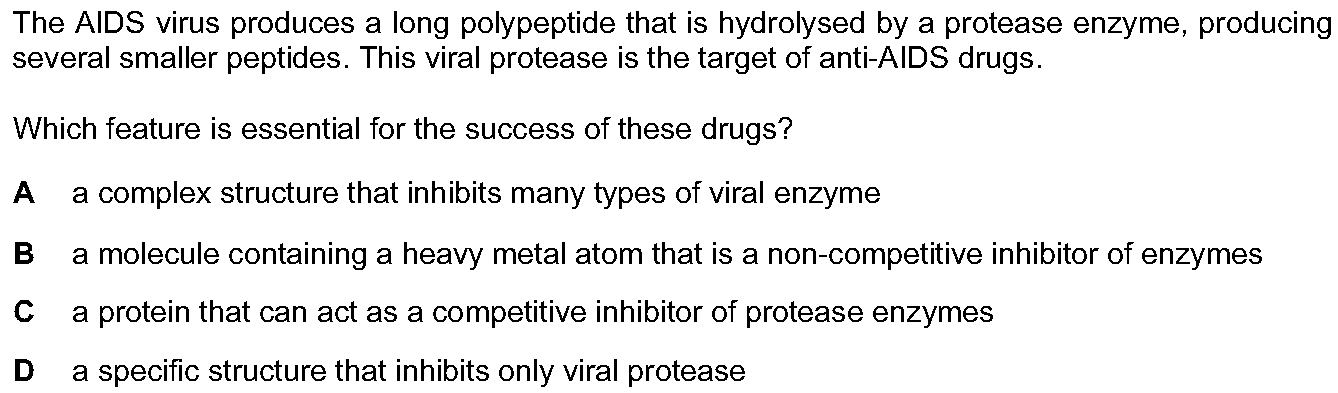 The AIDS virus produces a long polypeptide that is hydrolysed by a protease enzyme, producing
several smaller peptides. This viral protease is the target of anti-AIDS drugs.
Which feature is essential for the success of these drugs?
A a complex structure that inhibits many types of viral enzyme
B a molecule containing a heavy metal atom that is a non-competitive inhibitor of enzymes
C a protein that can act as a competitive inhibitor of protease enzymes
D a specific structure that inhibits only viral protease